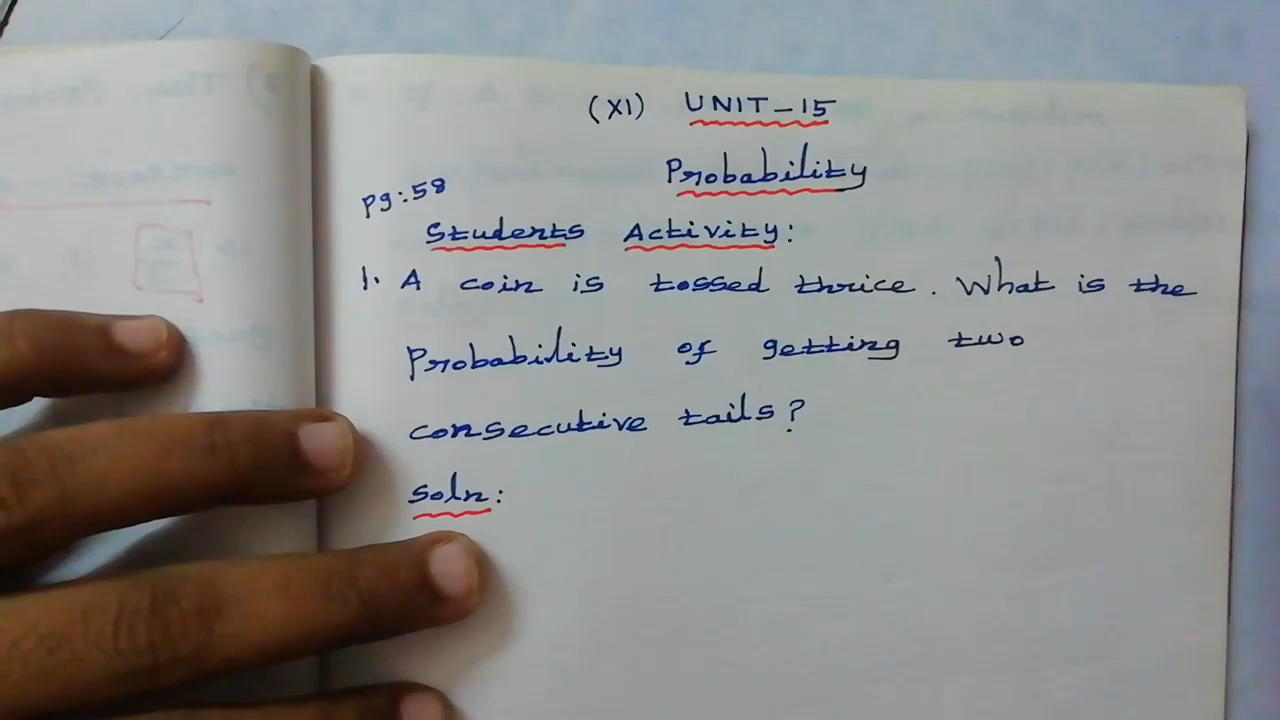 (XI) UNIT-15
Probability
pg:58
Students Activity:
1. A coin is tossed thrice. What is the
Probability of getting two
consecutive tails?
Soln: